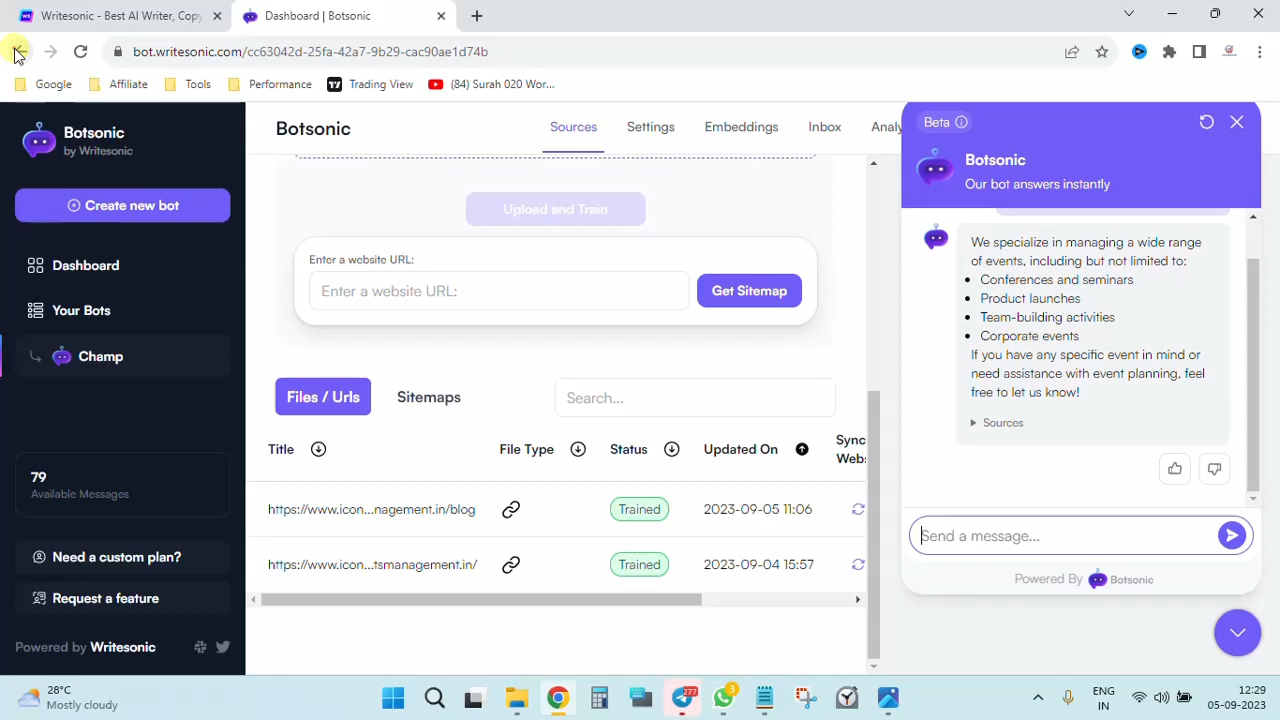 Writesonic - Best AI Writer, Copy
Dashboard | Botsonic
bot.writesonic.com/cc63042d-25fa-42a7-9b29-cac90ae1d74b
Google
Affiliate
Tools
Performance
Trading View
(84) Surah 020 Wor...
Botsonic
by Writesonic
Create new bot
Dashboard
Your Bots
Champ
79
Available Messages
Need a custom plan?
Request a feature
Powered by Writesonic
Botsonic
Sources
Settings
Embeddings
Inbox
Analy
Upload and Train
Enter a website URL:
Enter a website URL:
Get Sitemap
Files / Urls
Sitemaps
Search...
Title
File Type
Status
Updated On
Sync
Webs
https://www.icon...nagement.in/blog
Trained
2023-09-05 11:06
https://www.icon...tsmanagement.in/
Trained
2023-09-04 15:57
Beta
Botsonic
Our bot answers instantly
We specialize in managing a wide range
of events, including but not limited to:
• Conferences and seminars
• Product launches
• Team-building activities
• Corporate events
If you have any specific event in mind or
need assistance with event planning, feel
free to let us know!
Sources
Send a message...
Powered By Botsonic
28°C
Mostly cloudy
277
3
ENG
IN
12:29
05-09-2023